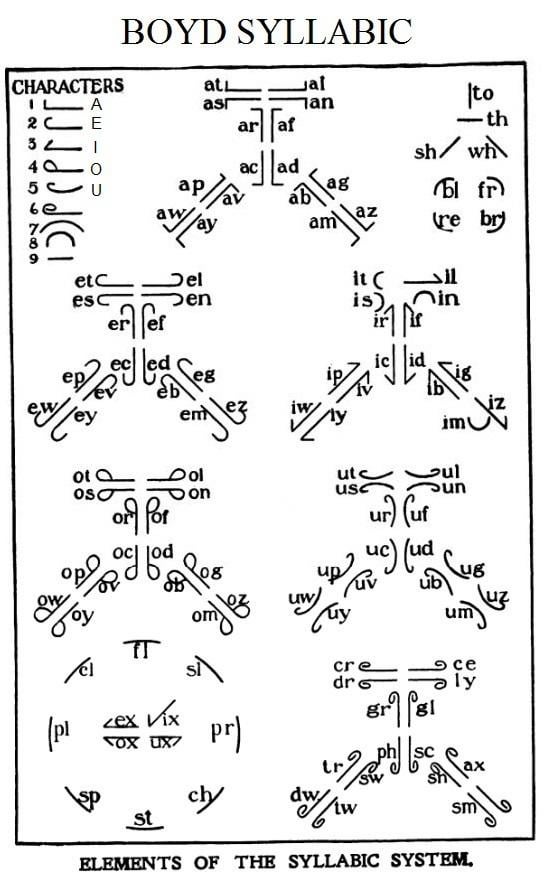 BOYD SYLLABIC
CHARACTERS
1 A
2 E
3 I
4 O
5 U
6
7
8
9
at al
as an
ar af
ac ad
ap ag
aw av ab az
ay am
to
th
sh wh
bl fr
re br
et el
es en
er ef
ec ed
ep eg
ew ev eb ez
ey em
it il
is in
ir if
ic id
ip ig
iw iv ib iz
iy im
ot ol
os on
or of
oc od
op og
ow ov ob oz
oy om
ut ul
us un
ur uf
uc ud
up ug
uw uv ub uz
uy um
fl
cl sl
pl ex ix pr
ox ux
sp ch
st
cr ce
dr ly
gr gl
ph sc
tr sw sh ax
dw tw sm
ELEMENTS OF THE SYLLABIC SYSTEM.